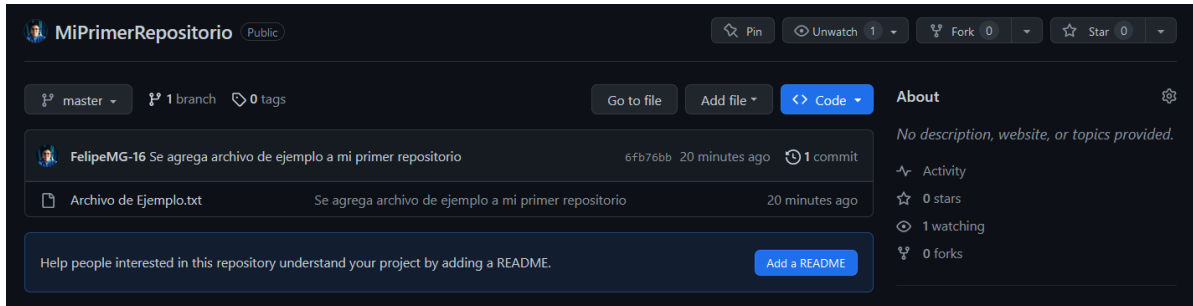 MiPrimerRepositorio Public
Pin Unwatch 1 Fork 0 Star 0
master 1 branch 0 tags Go to file Add file Code
FelipeMG-16 Se agrega archivo de ejemplo a mi primer repositorio 6fb76bb 20 minutes ago 1 commit
Archivo de Ejemplo.txt Se agrega archivo de ejemplo a mi primer repositorio 20 minutes ago
Help people interested in this repository understand your project by adding a README. Add a README
About
No description, website, or topics provided.
Activity
0 stars
1 watching
0 forks